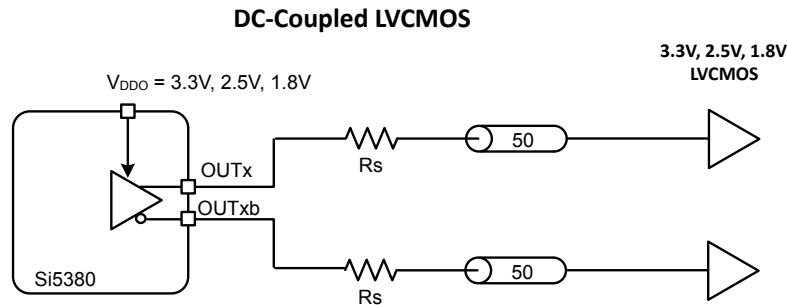 DC-Coupled LVCMOS
3.3V, 2.5V, 1.8V
LVCMOS
VDDO = 3.3V, 2.5V, 1.8V
OUTx
Rs
50
OUTxb
Si5380
Rs
50